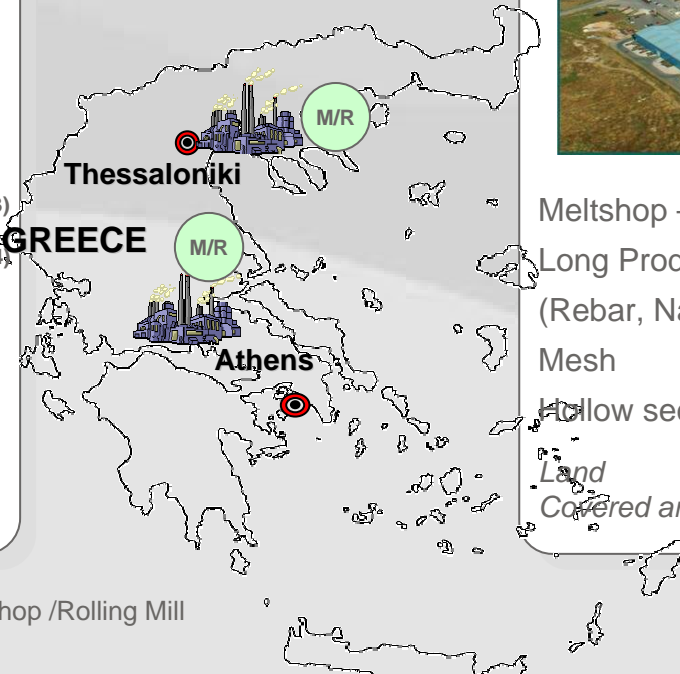 M/R
Thessaloniki
GREECE
M/R
Athens
hop /Rolling Mill
Meltshop -
Long Prod
(Rebar, Na
Mesh
Hollow sec
Land
Covered ar